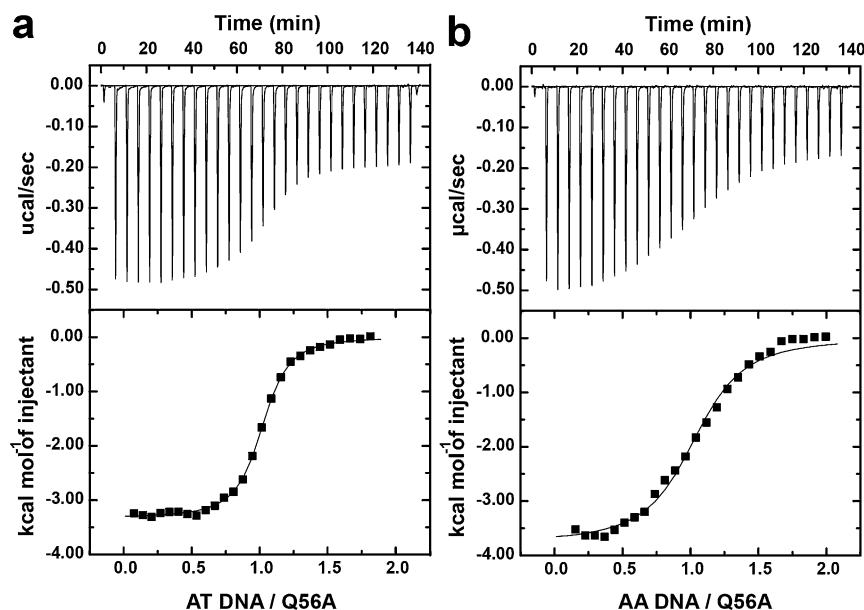 a
Time (min)
0 20 40 60 80 100 120 140
0.00
-0.10
-0.20
-0.30
-0.40
-0.50
ucal/sec
0.00
-1.00
-2.00
-3.00
-4.00
kcal mol-1 of injectant
0.0 0.5 1.0 1.5 2.0
AT DNA / Q56A
b
Time (min)
0 20 40 60 80 100 120 140
0.00
-0.10
-0.20
-0.30
-0.40
-0.50
µcal/sec
0.00
-1.00
-2.00
-3.00
-4.00
kcal mol-1 of injectant
0.0 0.5 1.0 1.5 2.0
AA DNA / Q56A